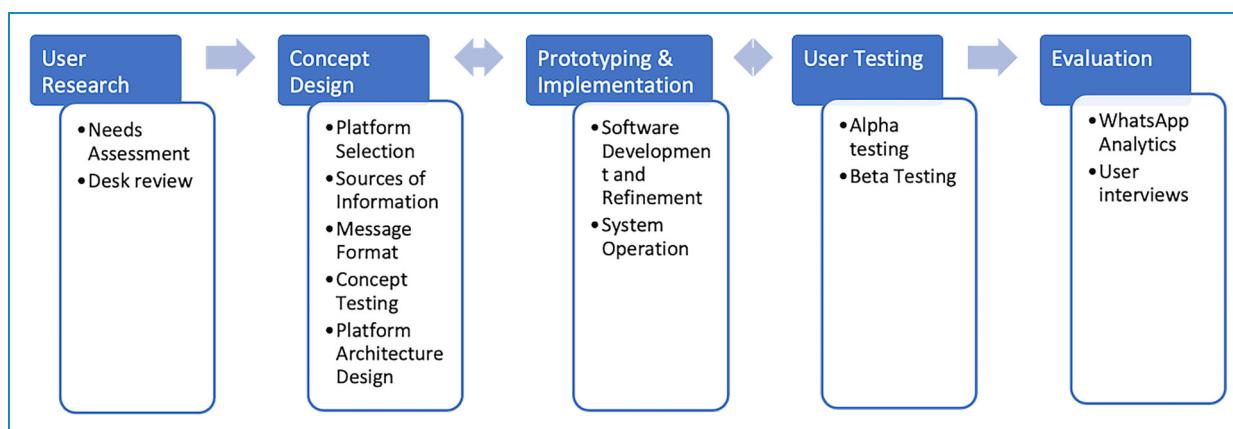 User
Research
•Needs
Assessment
•Desk review
Concept
Design
•Platform
Selection
•Sources of
Information
•Message
Format
•Concept
Testing
•Platform
Architecture
Design
Prototyping &
Implementation
•Software
Developmen
t and
Refinement
•System
Operation
User Testing
•Alpha
testing
•Beta Testing
Evaluation
•WhatsApp
Analytics
•User
interviews